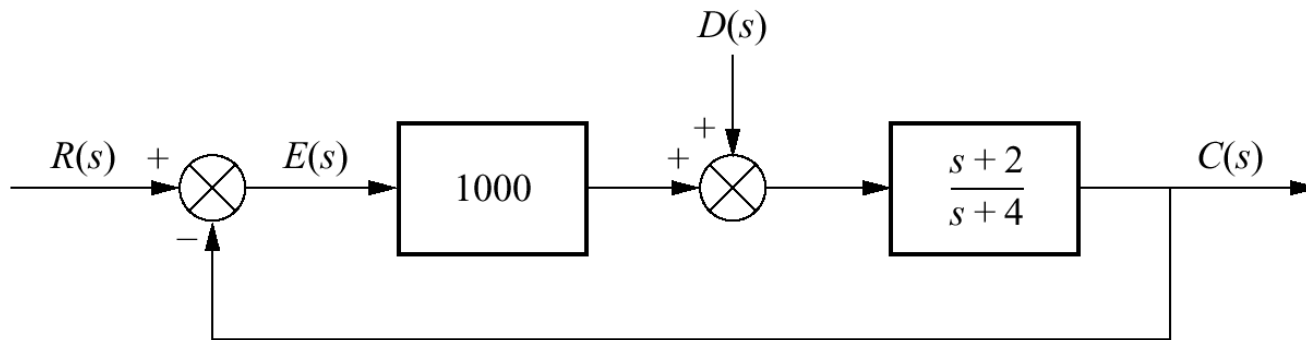 D(s)
R(s)
+
−
E(s)
1000
+
+
s + 2
s + 4
C(s)